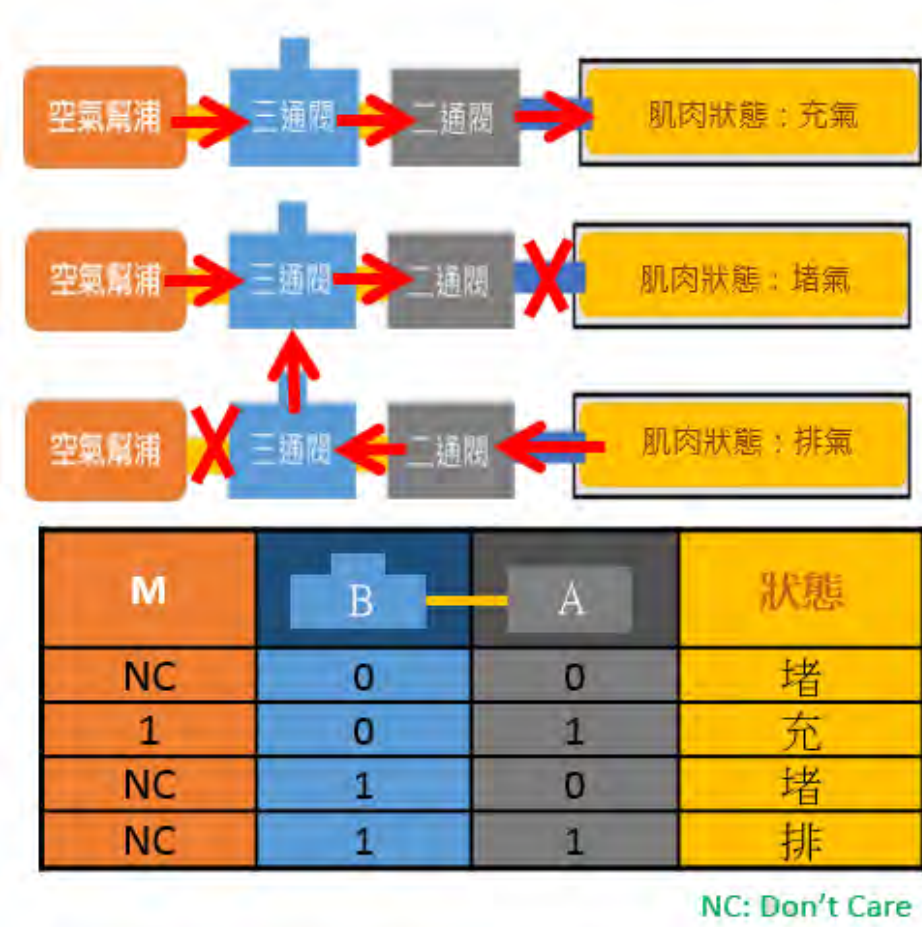 空氣幫浦 三通閥 二通閥 肌肉狀態：充氣
空氣幫浦 三通閥 二通閥 肌肉狀態：堵氣
空氣幫浦 三通閥 二通閥 肌肉狀態：排氣
M B A 狀態
NC 0 0 堵
1 0 1 充
NC 1 0 堵
NC 1 1 排
NC: Don't Care